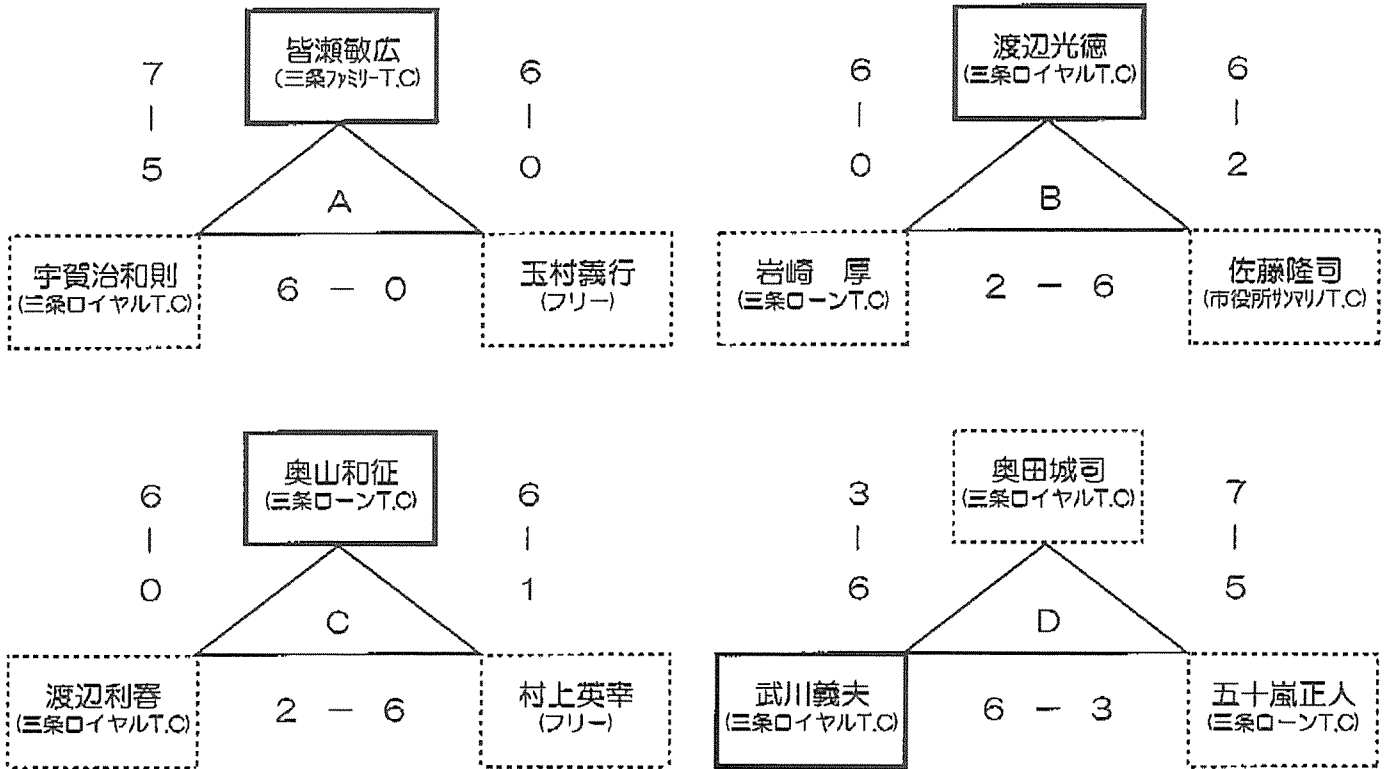 皆瀬敏広
(三条ファミリーT.C)
7
|
5
6
|
0
A
宇賀治和則
(三条ロイヤルT.C)
6 － 0
玉村義行
(フリー)
渡辺光徳
(三条ロイヤルT.C)
6
|
0
6
|
2
B
岩崎　厚
(三条ローンT.C)
2 － 6
佐藤隆司
(市役所サンマリノT.C)
奥山和征
(三条ローンT.C)
6
|
0
6
|
1
C
渡辺利春
(三条ロイヤルT.C)
2 － 6
村上英幸
(フリー)
奥田城司
(三条ロイヤルT.C)
3
|
6
7
|
5
D
武川義夫
(三条ロイヤルT.C)
6 － 3
五十嵐正人
(三条ローンT.C)